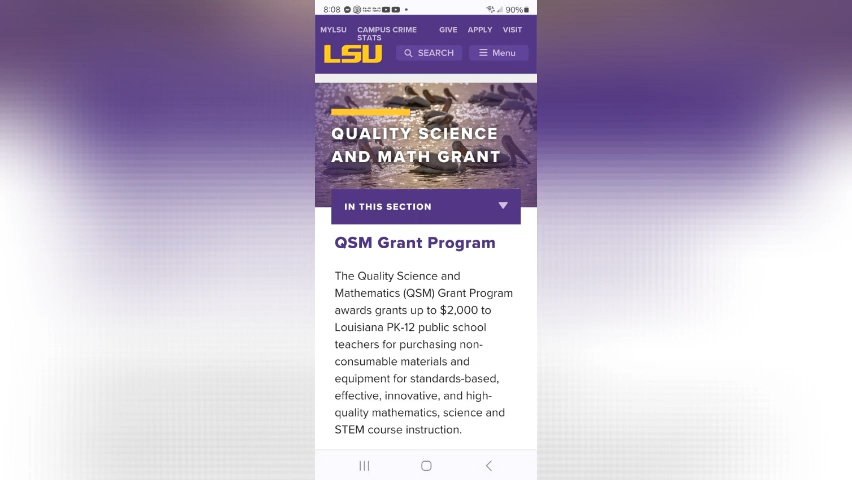 8:08 90%
MYLSU CAMPUS CRIME STATS GIVE APPLY VISIT
LSU SEARCH Menu
QUALITY SCIENCE
AND MATH GRANT
IN THIS SECTION
QSM Grant Program
The Quality Science and
Mathematics (QSM) Grant Program
awards grants up to $2,000 to
Louisiana PK-12 public school
teachers for purchasing non-
consumable materials and
equipment for standards-based,
effective, innovative, and high-
quality mathematics, science and
STEM course instruction.